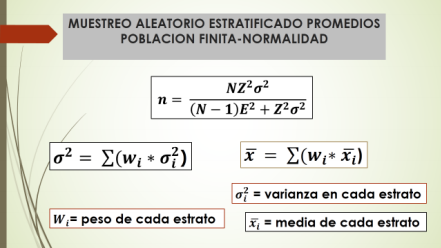 MUESTREO ALEATORIO ESTRATIFICADO PROMEDIOS
POBLACION FINITA-NORMALIDAD
n = NZ²σ² / ((N − 1)E² + Z²σ²)
σ² = ∑(wᵢ * σᵢ²)
x̅ = ∑(wᵢ* x̅ᵢ)
σᵢ² = varianza en cada estrato
Wᵢ= peso de cada estrato
x̅ᵢ = media de cada estrato